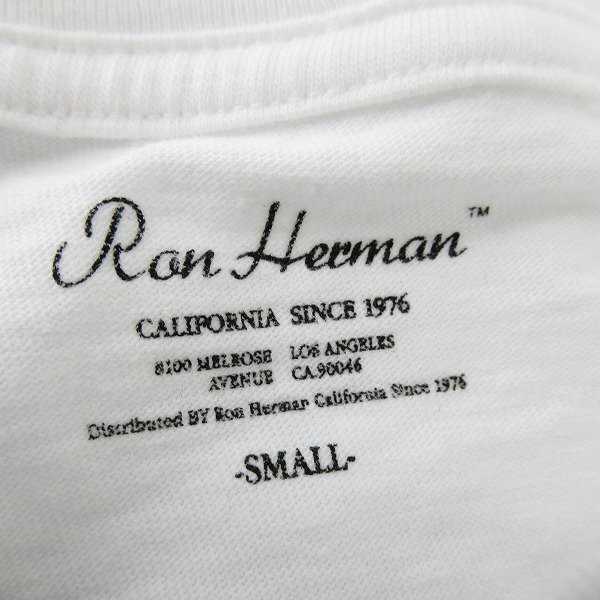 Ron Herman™
CALIFORNIA SINCE 1976
8100 MELROSE LOS ANGELES
AVENUE CA.90046
Distributed BY Ron Herman California Since 1976
-SMALL-